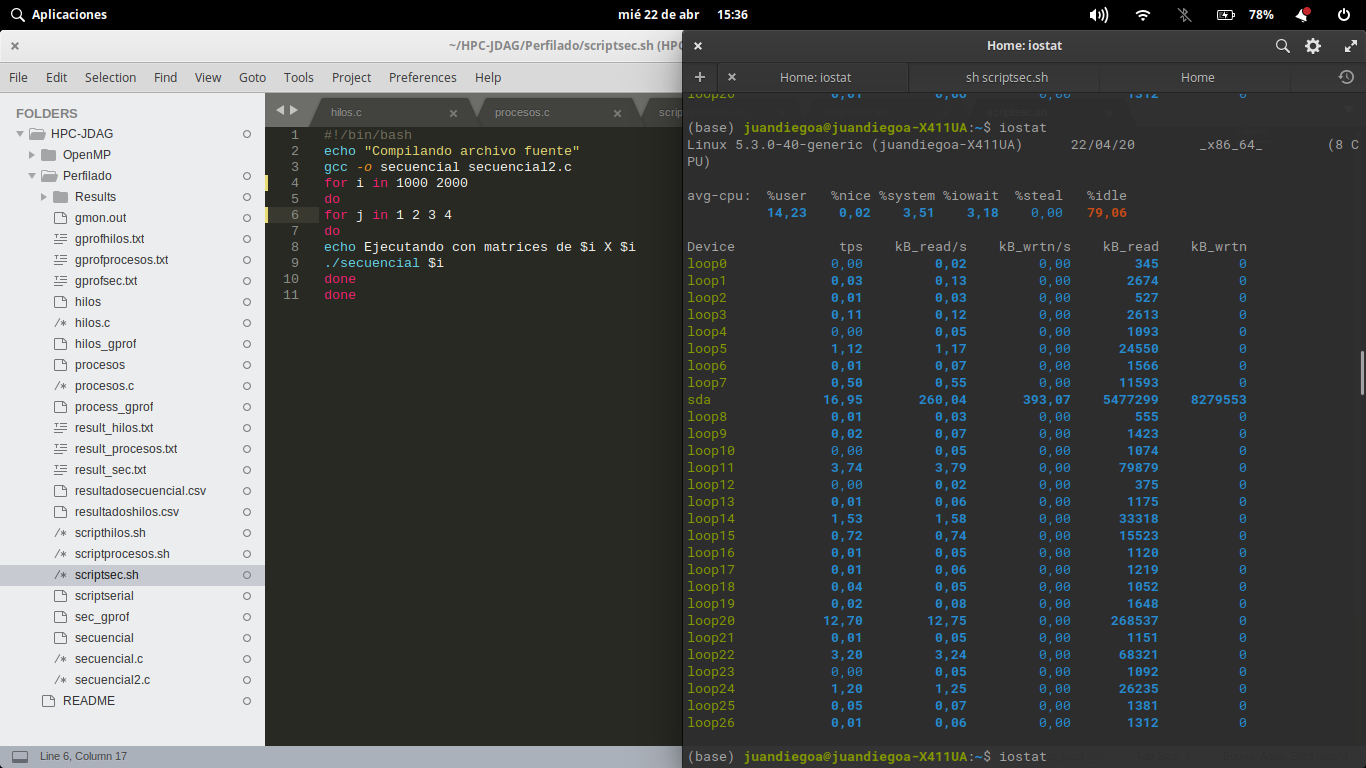 Aplicaciones
mié 22 de abr 15:36
78%
~/HPC-JDAG/Perfilado/scriptsec.sh (HPC
File Edit Selection Find View Goto Tools Project Preferences Help
FOLDERS
HPC-JDAG
OpenMP
Perfilado
Results
gmon.out
gprofhilos.txt
gprofprocesos.txt
gprofsec.txt
hilos
/* hilos.c
hilos_gprof
procesos
/* procesos.c
process_gprof
result_hilos.txt
result_procesos.txt
result_sec.txt
resultadosecuencial.csv
resultadoshilos.csv
/* scripthilos.sh
/* scriptprocesos.sh
/* scriptsec.sh
scriptserial
sec_gprof
secuencial
/* secuencial.c
/* secuencial2.c
README
Line 6, Column 17
hilos.c procesos.c scrip
1 #!/bin/bash
2 echo "Compilando archivo fuente"
3 gcc -o secuencial secuencial2.c
4 for i in 1000 2000
5 do
6 for j in 1 2 3 4
7 do
8 echo Ejecutando con matrices de $i X $i
9 ./secuencial $i
10 done
11 done
Home: iostat
Home: iostat sh scriptsec.sh Home
loop26 0,01 0,06 0,00 1312 0
(base) juandiegoa@juandiegoa-X411UA:~$ iostat
Linux 5.3.0-40-generic (juandiegoa-X411UA) 22/04/20 _x86_64_ (8 C
PU)
avg-cpu: %user %nice %system %iowait %steal %idle
14,23 0,02 3,51 3,18 0,00 79,06
Device tps kB_read/s kB_wrtn/s kB_read kB_wrtn
loop0 0,00 0,02 0,00 345 0
loop1 0,03 0,13 0,00 2674 0
loop2 0,01 0,03 0,00 527 0
loop3 0,11 0,12 0,00 2613 0
loop4 0,00 0,05 0,00 1093 0
loop5 1,12 1,17 0,00 24550 0
loop6 0,01 0,07 0,00 1566 0
loop7 0,50 0,55 0,00 11593 0
sda 16,95 260,04 393,07 5477299 8279553
loop8 0,01 0,03 0,00 555 0
loop9 0,02 0,07 0,00 1423 0
loop10 0,00 0,05 0,00 1074 0
loop11 3,74 3,79 0,00 79879 0
loop12 0,00 0,02 0,00 375 0
loop13 0,01 0,06 0,00 1175 0
loop14 1,53 1,58 0,00 33318 0
loop15 0,72 0,74 0,00 15523 0
loop16 0,01 0,05 0,00 1120 0
loop17 0,01 0,06 0,00 1219 0
loop18 0,04 0,05 0,00 1052 0
loop19 0,02 0,08 0,00 1648 0
loop20 12,70 12,75 0,00 268537 0
loop21 0,01 0,05 0,00 1151 0
loop22 3,20 3,24 0,00 68321 0
loop23 0,00 0,05 0,00 1092 0
loop24 1,20 1,25 0,00 26235 0
loop25 0,05 0,07 0,00 1381 0
loop26 0,01 0,06 0,00 1312 0
(base) juandiegoa@juandiegoa-X411UA:~$ iostat